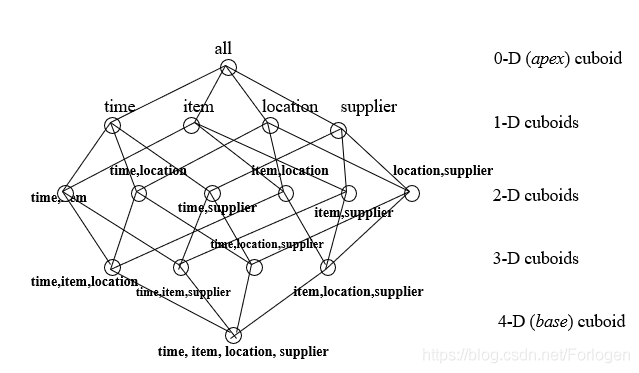 all
0-D (apex) cuboid
time
item
location
supplier
1-D cuboids
time,location
item,location
location,supplier
time,item
time,supplier
item,supplier
2-D cuboids
time,location,supplier
3-D cuboids
time,item,location
time,item,supplier
item,location,supplier
4-D (base) cuboid
time, item, location, supplier
https://blog.csdn.net/Forlogen